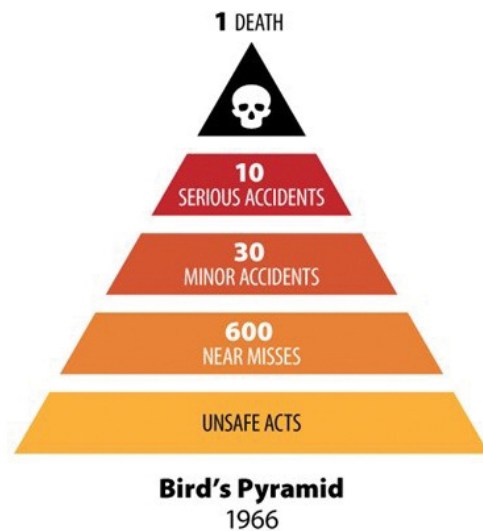 1 DEATH
10
SERIOUS ACCIDENTS
30
MINOR ACCIDENTS
600
NEAR MISSES
UNSAFE ACTS
Bird's Pyramid
1966